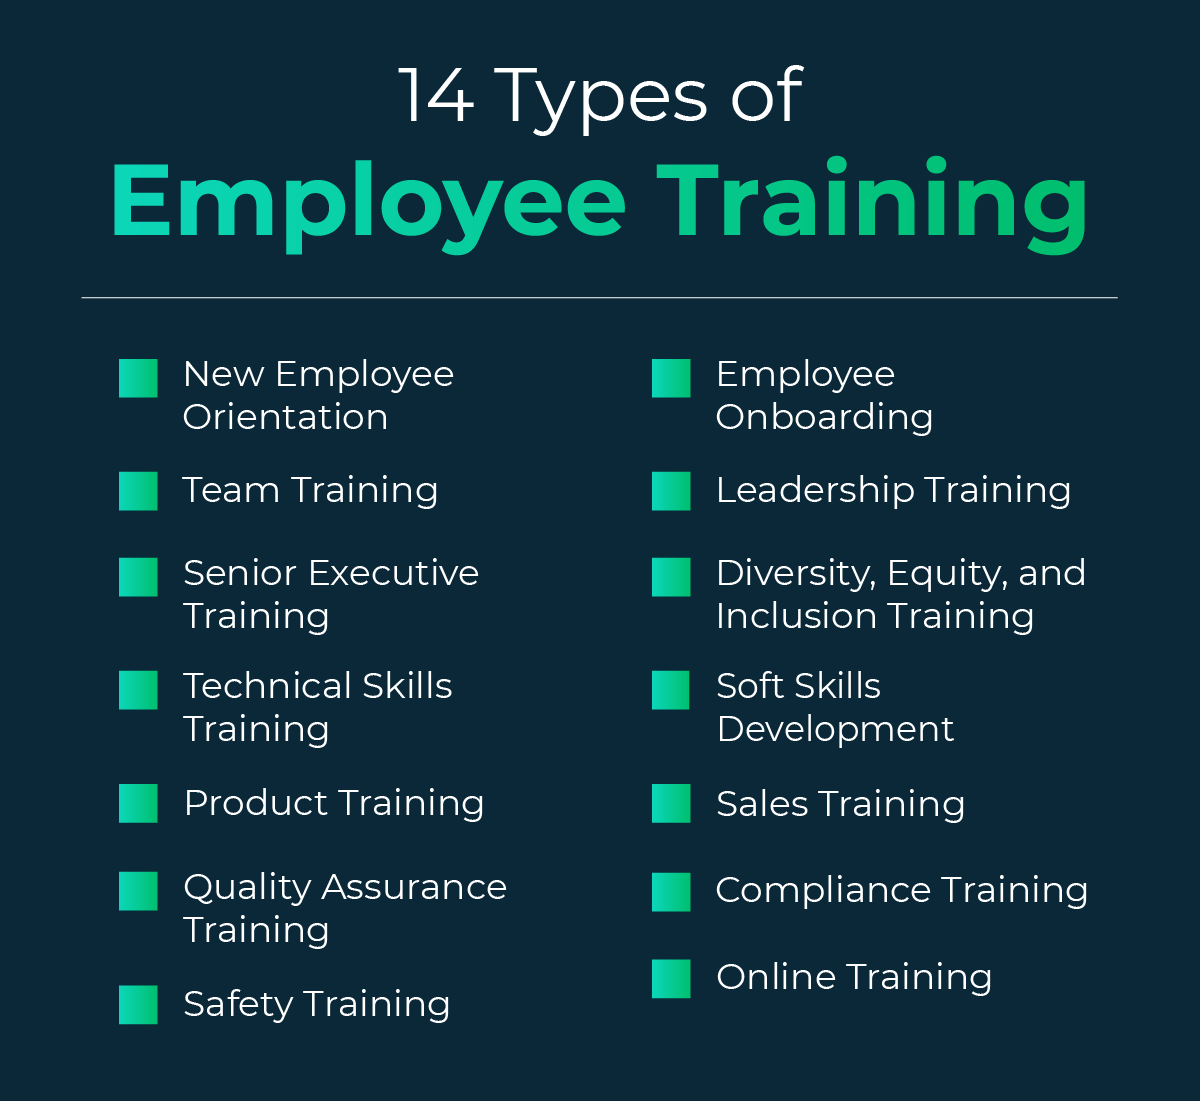 14 Types of
Employee Training
New Employee
Orientation
Team Training
Senior Executive
Training
Technical Skills
Training
Product Training
Quality Assurance
Training
Safety Training
Employee
Onboarding
Leadership Training
Diversity, Equity, and
Inclusion Training
Soft Skills
Development
Sales Training
Compliance Training
Online Training